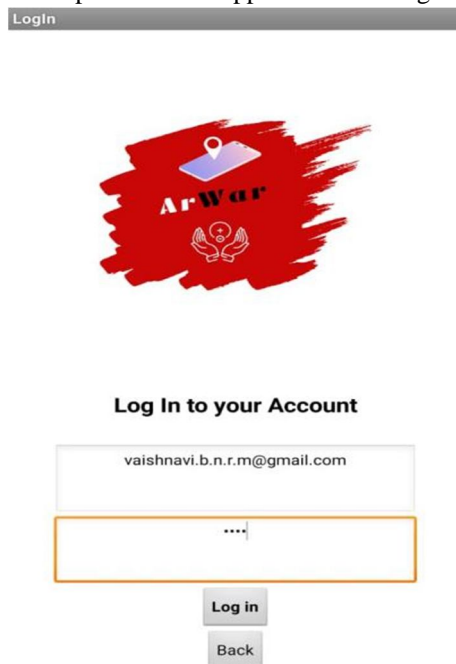 LogIn
ArWar
Log In to your Account
vaishnavi.b.n.r.m@gmail.com
••••
Log in
Back